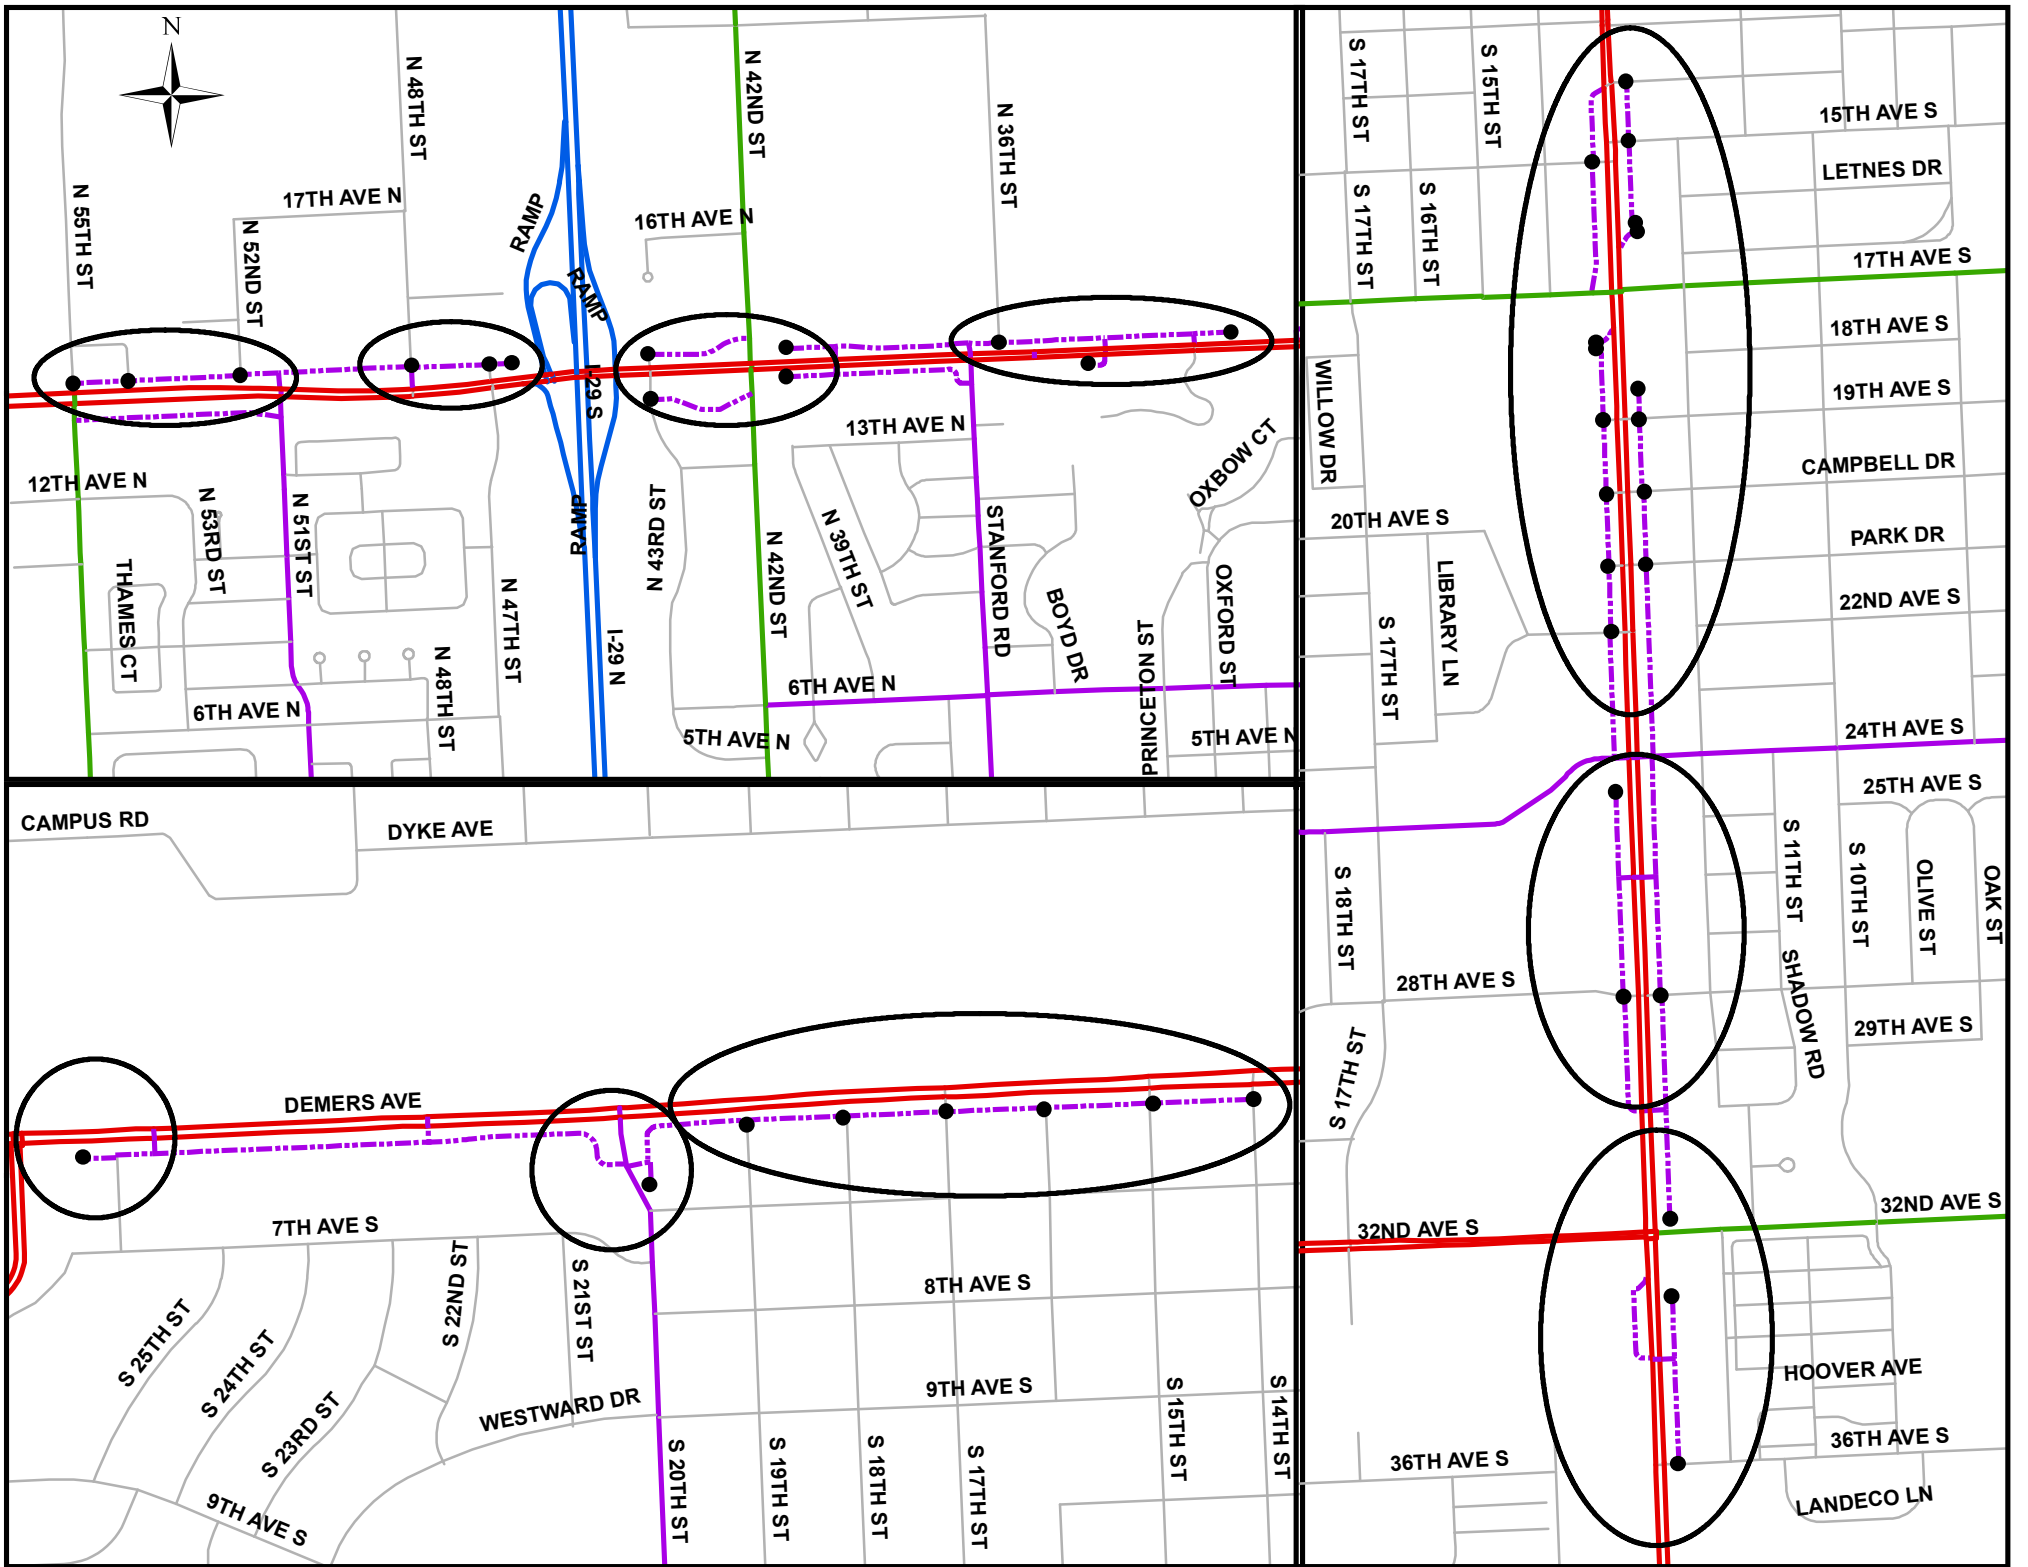 N
N 55TH ST
N 48TH ST
17TH AVE N
N 52ND ST
RAMP
RAMP
N 42ND ST
16TH AVE N
N 36TH ST
I-29 S
13TH AVE N
OXBOW CT
12TH AVE N
N 53RD ST
N 51ST ST
THAMES CT
RAMP
N 43RD ST
N 42ND ST
N 39TH ST
STANFORD RD
BOYD DR
OXFORD ST
PRINCETON ST
N 47TH ST
N 48TH ST
I-29 N
6TH AVE N
6TH AVE N
5TH AVE N
5TH AVE N
CAMPUS RD
DYKE AVE
DEMERS AVE
7TH AVE S
S 25TH ST
S 24TH ST
S 23RD ST
S 22ND ST
S 21ST ST
8TH AVE S
9TH AVE S
WESTWARD DR
9TH AVE S
S 20TH ST
S 19TH ST
S 18TH ST
S 17TH ST
S 15TH ST
S 14TH ST
S 17TH ST
S 15TH ST
15TH AVE S
LETNES DR
S 17TH ST
S 16TH ST
17TH AVE S
18TH AVE S
WILLOW DR
19TH AVE S
CAMPBELL DR
20TH AVE S
PARK DR
LIBRARY LN
22ND AVE S
S 17TH ST
24TH AVE S
25TH AVE S
S 18TH ST
S 11TH ST
S 10TH ST
OLIVE ST
OAK ST
28TH AVE S
SHADOW RD
29TH AVE S
S 17TH ST
32ND AVE S
32ND AVE S
HOOVER AVE
36TH AVE S
36TH AVE S
LANDECO LN